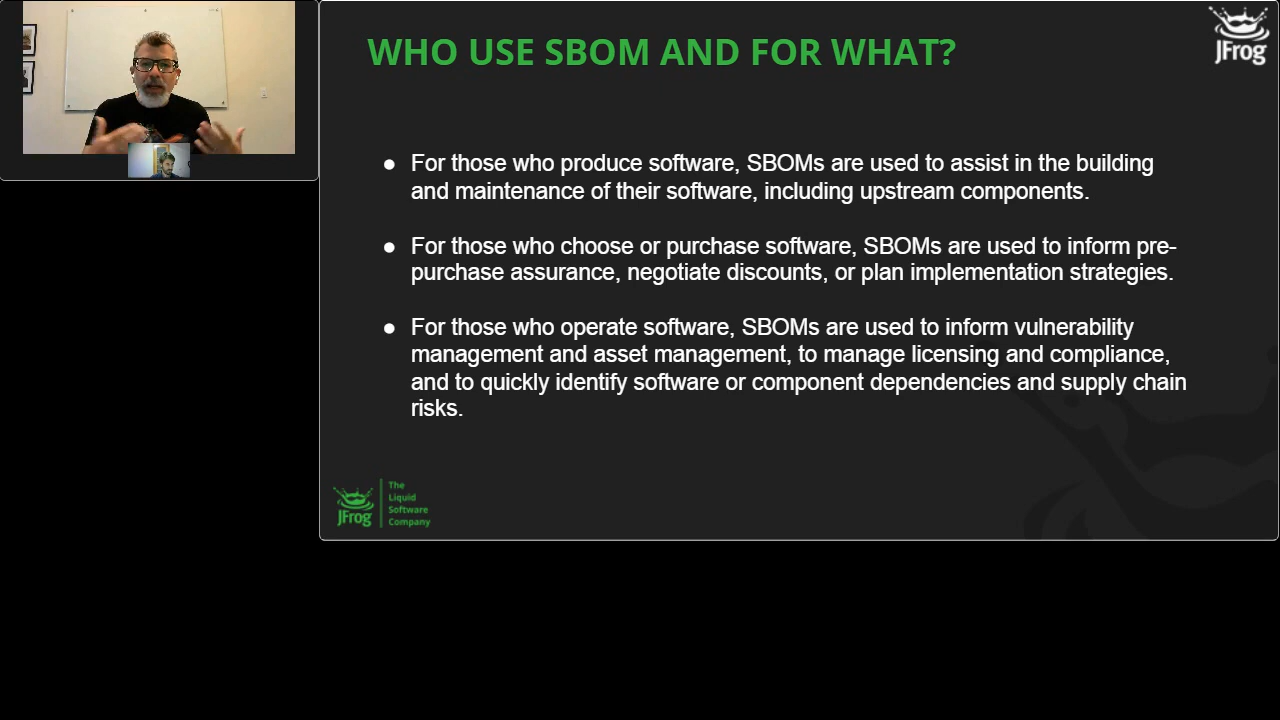 WHO USE SBOM AND FOR WHAT?
JFrog
● For those who produce software, SBOMs are used to assist in the building
and maintenance of their software, including upstream components.
● For those who choose or purchase software, SBOMs are used to inform pre-
purchase assurance, negotiate discounts, or plan implementation strategies.
● For those who operate software, SBOMs are used to inform vulnerability
management and asset management, to manage licensing and compliance,
and to quickly identify software or component dependencies and supply chain
risks.
JFrog
The
Liquid
Software
Company